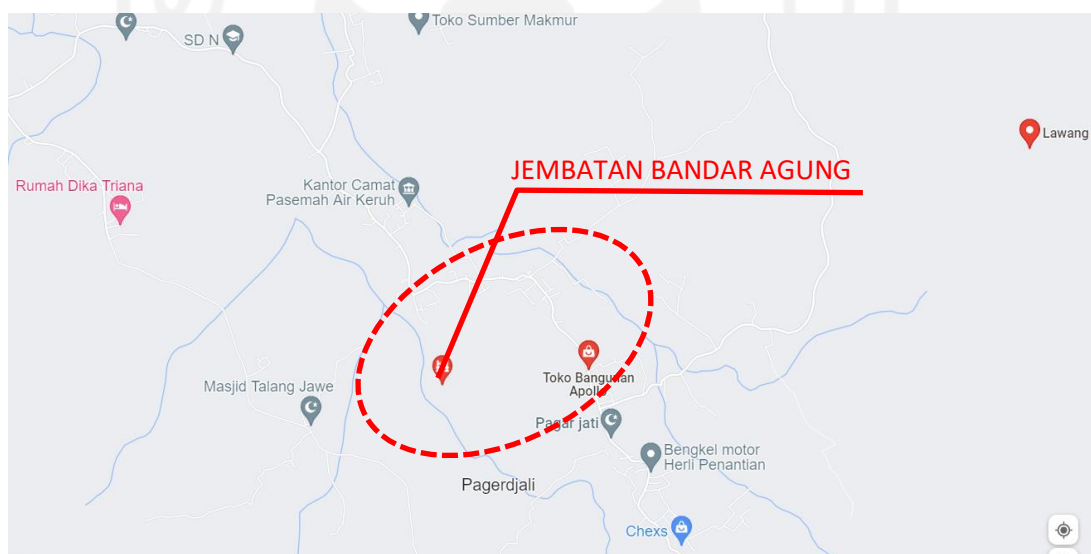 Toko Sumber Makmur
SD N
Lawang
JEMBATAN BANDAR AGUNG
Rumah Dika Triana
Kantor Camat
Pasemah Air Keruh
Toko Bangunan
Apollo
Masjid Talang Jawe
Pagar jati
Bengkel motor
Herli Penantian
Pagerdjali
Chexs